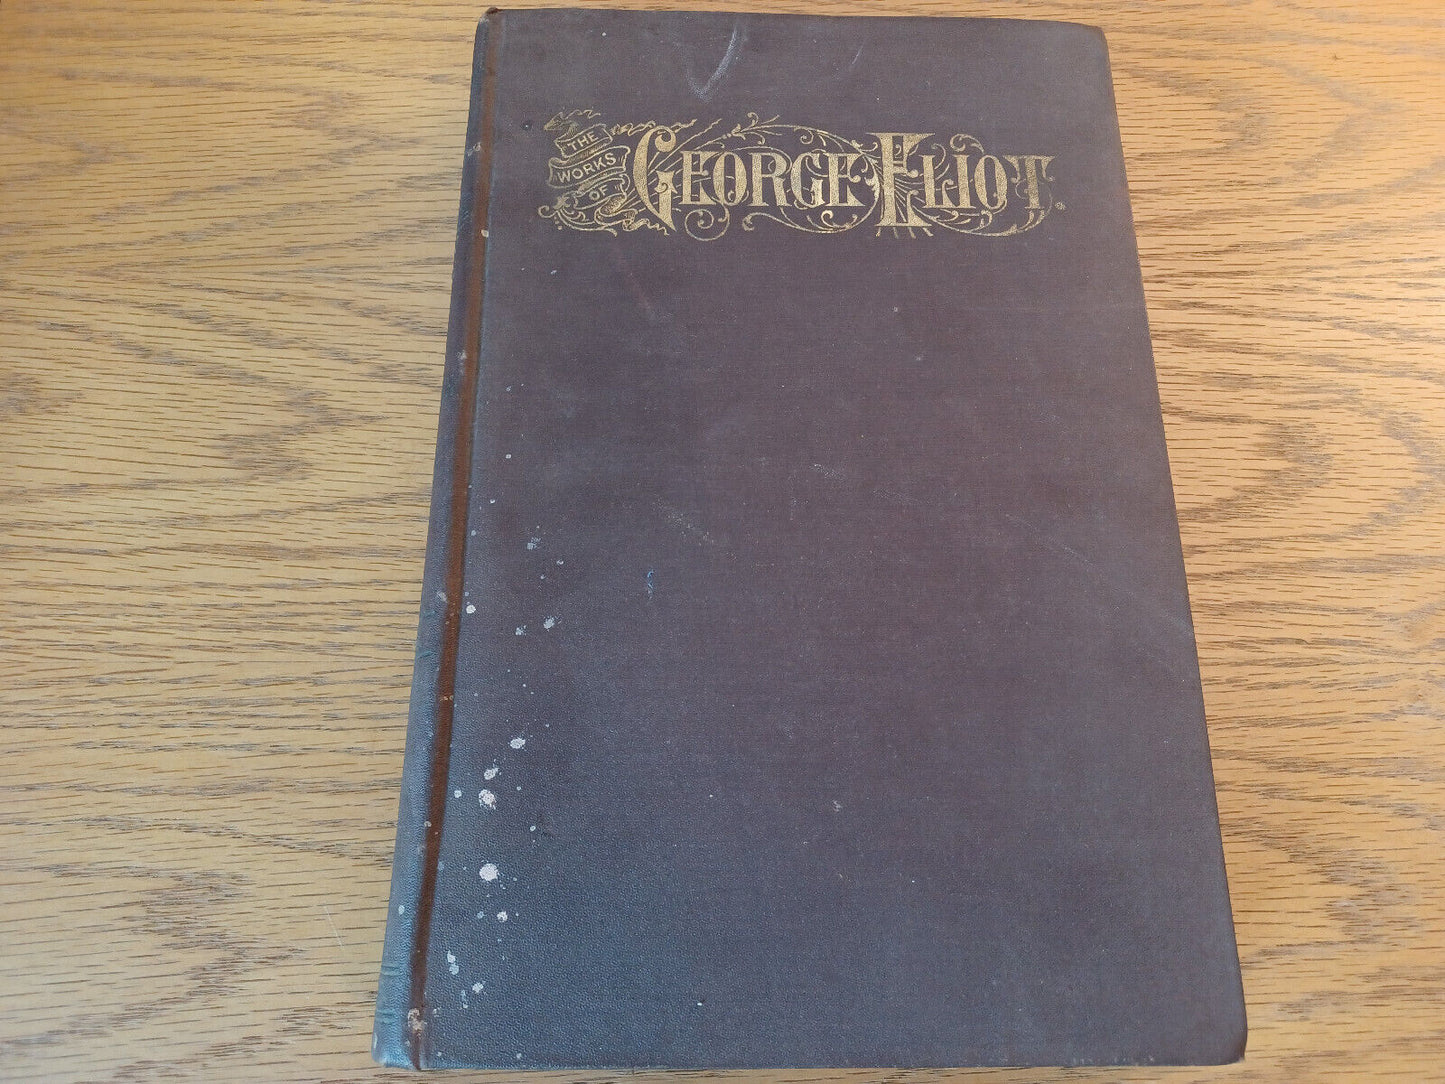 THE
WORKS
OF
GEORGE ELIOT.